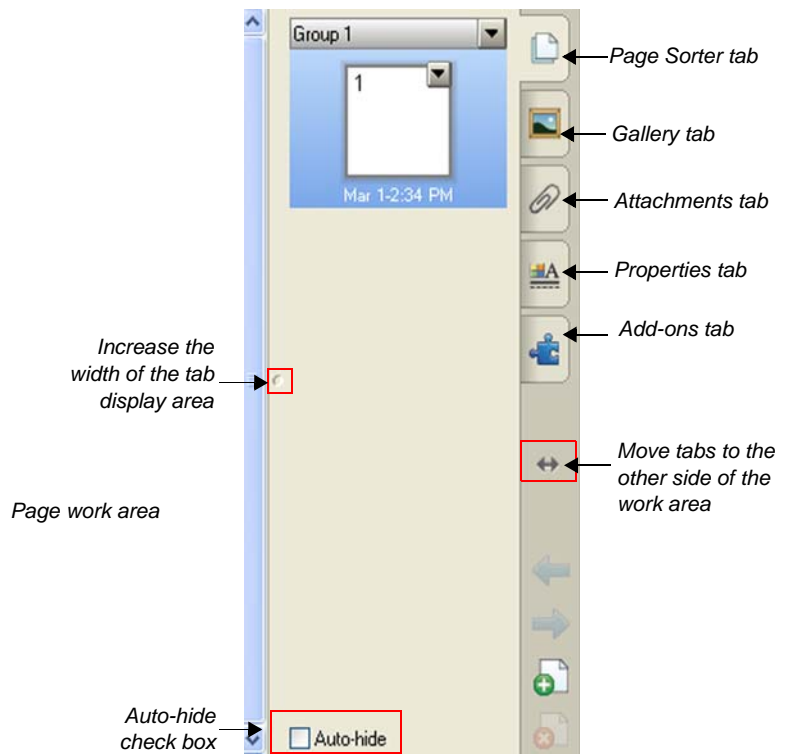 Group 1
1
Mar 1-2:34 PM
Page Sorter tab
Gallery tab
Attachments tab
Properties tab
Add-ons tab
Increase the
width of the tab
display area
Move tabs to the
other side of the
work area
Page work area
Auto-hide
check box
Auto-hide